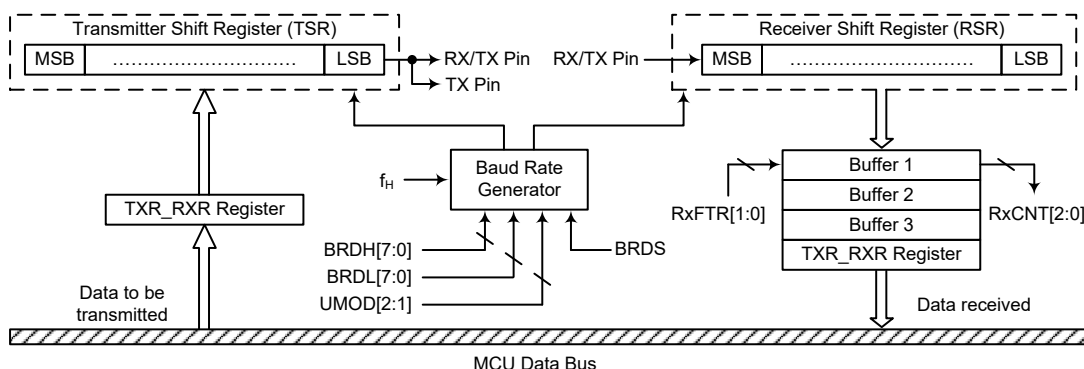 Transmitter Shift Register (TSR)
MSB ................................ LSB
RX/TX Pin
TX Pin
RX/TX Pin
Receiver Shift Register (RSR)
MSB ................................ LSB
fH
Baud Rate
Generator
BRDH[7:0]
BRDL[7:0]
UMOD[2:1]
BRDS
TXR_RXR Register
Data to be
transmitted
RxFTR[1:0]
Buffer 1
Buffer 2
Buffer 3
TXR_RXR Register
RxCNT[2:0]
Data received
MCU Data Bus